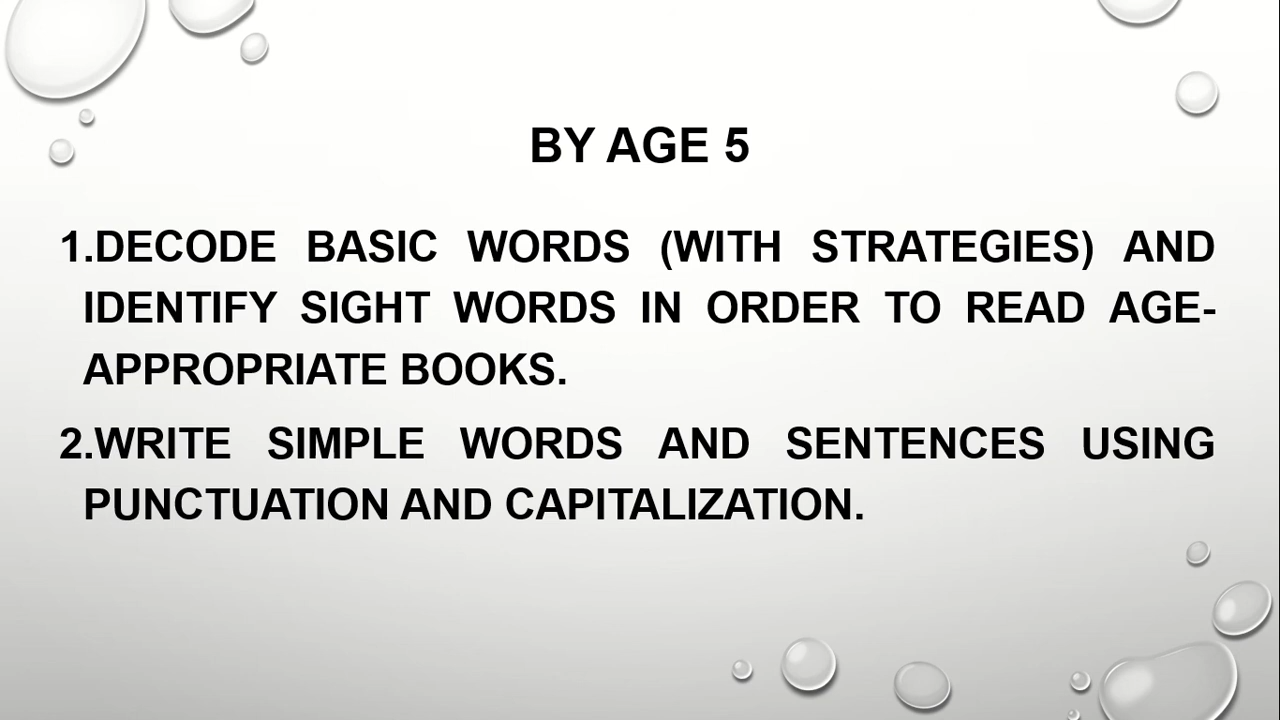 BY AGE 5
1.DECODE BASIC WORDS (WITH STRATEGIES) AND
IDENTIFY SIGHT WORDS IN ORDER TO READ AGE-
APPROPRIATE BOOKS.
2.WRITE SIMPLE WORDS AND SENTENCES USING
PUNCTUATION AND CAPITALIZATION.